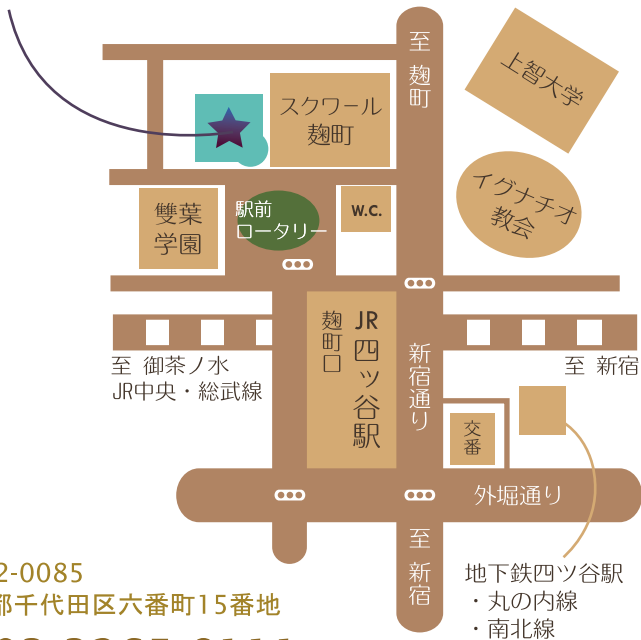 至 麹町
上智大学
スクワール
麹町
イグナチオ
教会
雙葉
学園
駅前
ロータリー
W.C.
麹町口
JR四ッ谷駅
新宿通り
至 御茶ノ水
JR中央・総武線
至 新宿
交番
外堀通り
至 新宿
地下鉄四ツ谷駅
・丸の内線
・南北線
2-0085
都千代田区六番町15番地